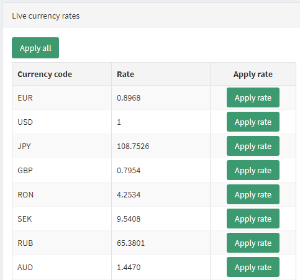 Live currency rates
Apply all
Currency code Rate Apply rate
EUR 0.8968 Apply rate
USD 1 Apply rate
JPY 108.7526 Apply rate
GBP 0.7954 Apply rate
RON 4.2534 Apply rate
SEK 9.5408 Apply rate
RUB 65.3801 Apply rate
AUD 1.4470 Apply rate